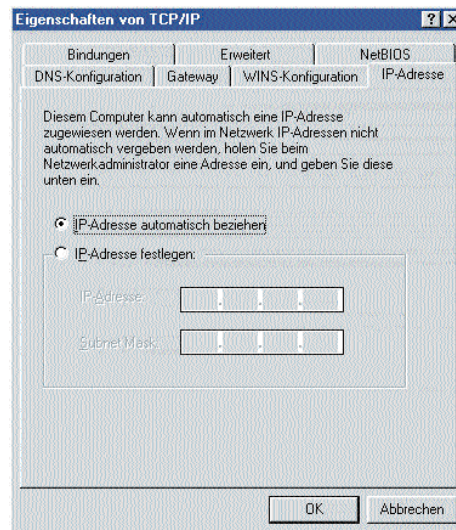 Eigenschaften von TCP/IP
Bindungen Erweitert NetBIOS
DNS-Konfiguration Gateway WINS-Konfiguration IP-Adresse
Diesem Computer kann automatisch eine IP-Adresse
zugewiesen werden. Wenn im Netzwerk IP-Adressen nicht
automatisch vergeben werden, holen Sie beim
Netzwerkadministrator eine Adresse ein, und geben Sie diese
unten ein.
IP-Adresse automatisch beziehen
IP-Adresse festlegen:
IP-Adresse:
Subnet Mask:
OK Abbrechen